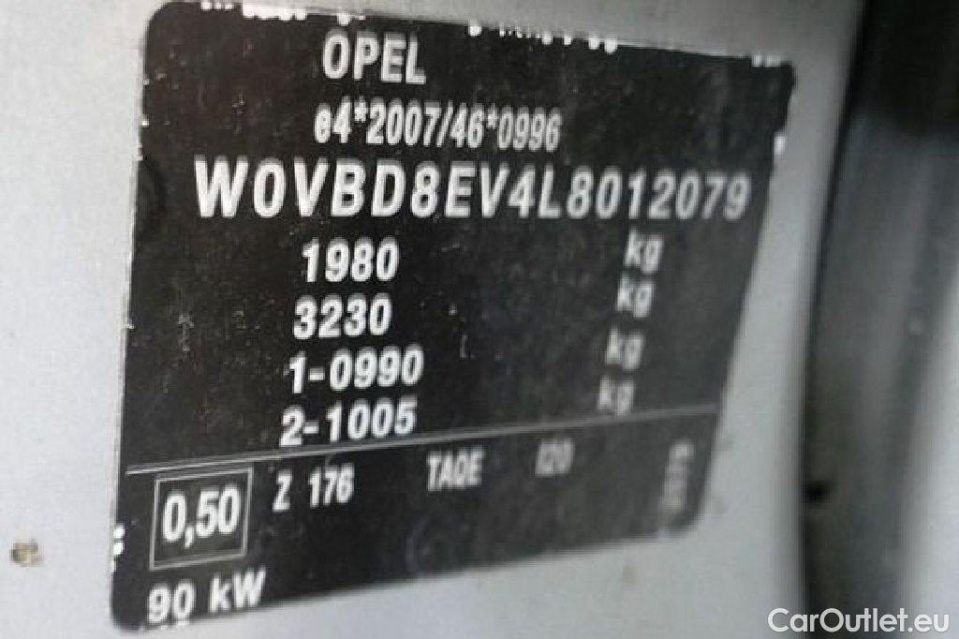 OPEL
e4*2007/46*0996
W0VBD8EV4L8012079
1980 kg
3230 kg
1-0990 kg
2-1005 kg
0,50 Z 176 TAQE
90 kW
CarOutlet.eu